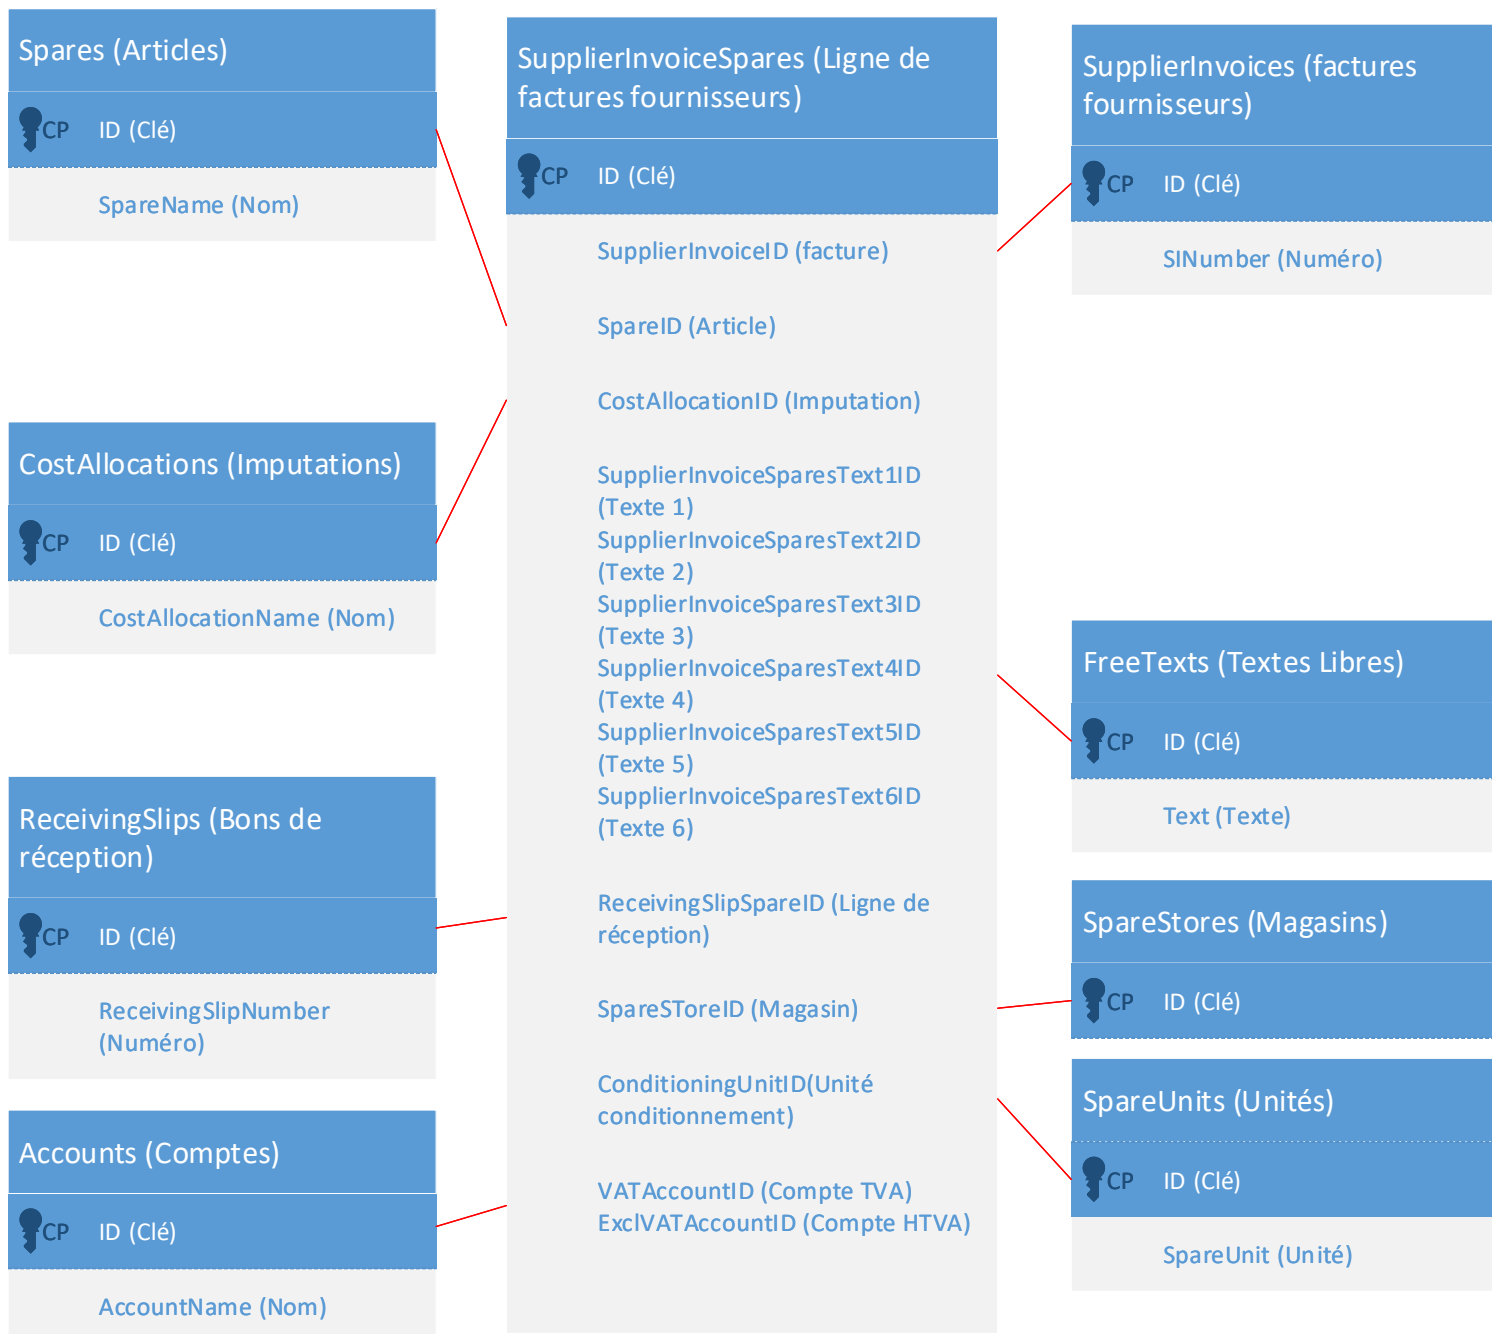 Spares (Articles)
CP ID (Clé)
SpareName (Nom)
CostAllocations (Imputations)
CP ID (Clé)
CostAllocationName (Nom)
ReceivingSlips (Bons de
réception)
CP ID (Clé)
ReceivingSlipNumber
(Numéro)
Accounts (Comptes)
CP ID (Clé)
AccountName (Nom)
SupplierInvoiceSpares (Ligne de
factures fournisseurs)
CP ID (Clé)
SupplierInvoiceID (facture)
SpareID (Article)
CostAllocationID (Imputation)
SupplierInvoiceSparesText1ID
(Texte 1)
SupplierInvoiceSparesText2ID
(Texte 2)
SupplierInvoiceSparesText3ID
(Texte 3)
SupplierInvoiceSparesText4ID
(Texte 4)
SupplierInvoiceSparesText5ID
(Texte 5)
SupplierInvoiceSparesText6ID
(Texte 6)
ReceivingSlipSpareID (Ligne de
réception)
SpareSToreID (Magasin)
ConditioningUnitID(Unité
conditionnement)
VATAccountID (Compte TVA)
ExclVATAccountID (Compte HTVA)
SupplierInvoices (factures
fournisseurs)
CP ID (Clé)
SINumber (Numéro)
FreeTexts (Textes Libres)
CP ID (Clé)
Text (Texte)
SpareStores (Magasins)
CP ID (Clé)
SpareUnits (Unités)
CP ID (Clé)
SpareUnit (Unité)